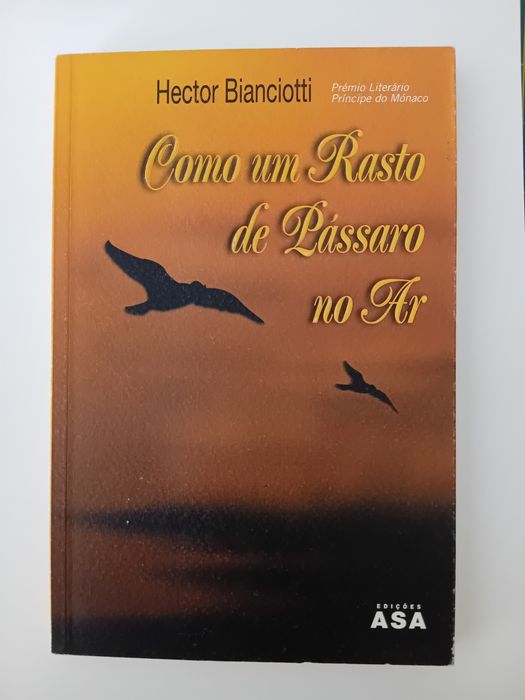 Hector Bianciotti
Prémio Literário
Príncipe do Mónaco
Como um Rasto
de Pássaro
no Ar
EDIÇÕES
ASA